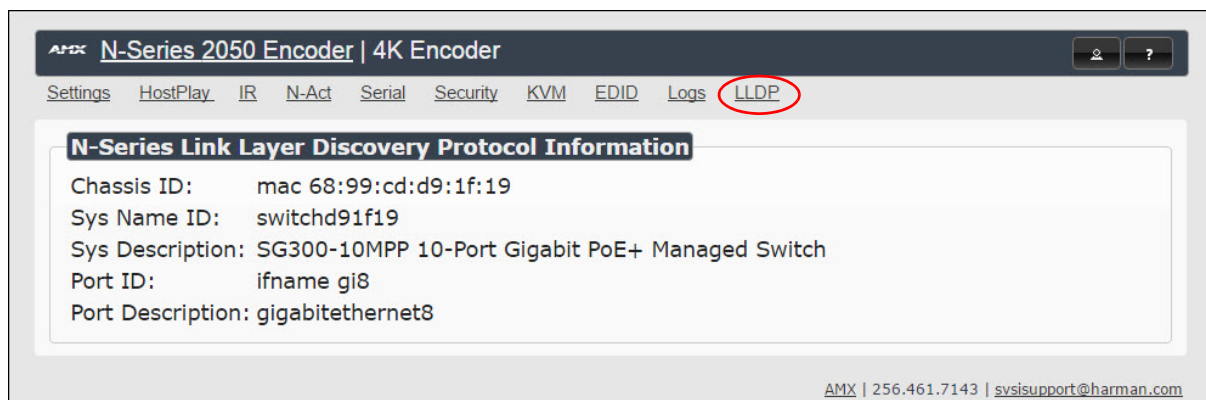 AMX N-Series 2050 Encoder | 4K Encoder ?
Settings HostPlay IR N-Act Serial Security KVM EDID Logs LLDP
N-Series Link Layer Discovery Protocol Information
Chassis ID: mac 68:99:cd:d9:1f:19
Sys Name ID: switchd91f19
Sys Description: SG300-10MPP 10-Port Gigabit PoE+ Managed Switch
Port ID: ifname gi8
Port Description: gigabitethernet8
AMX | 256.461.7143 | svsisupport@harman.com